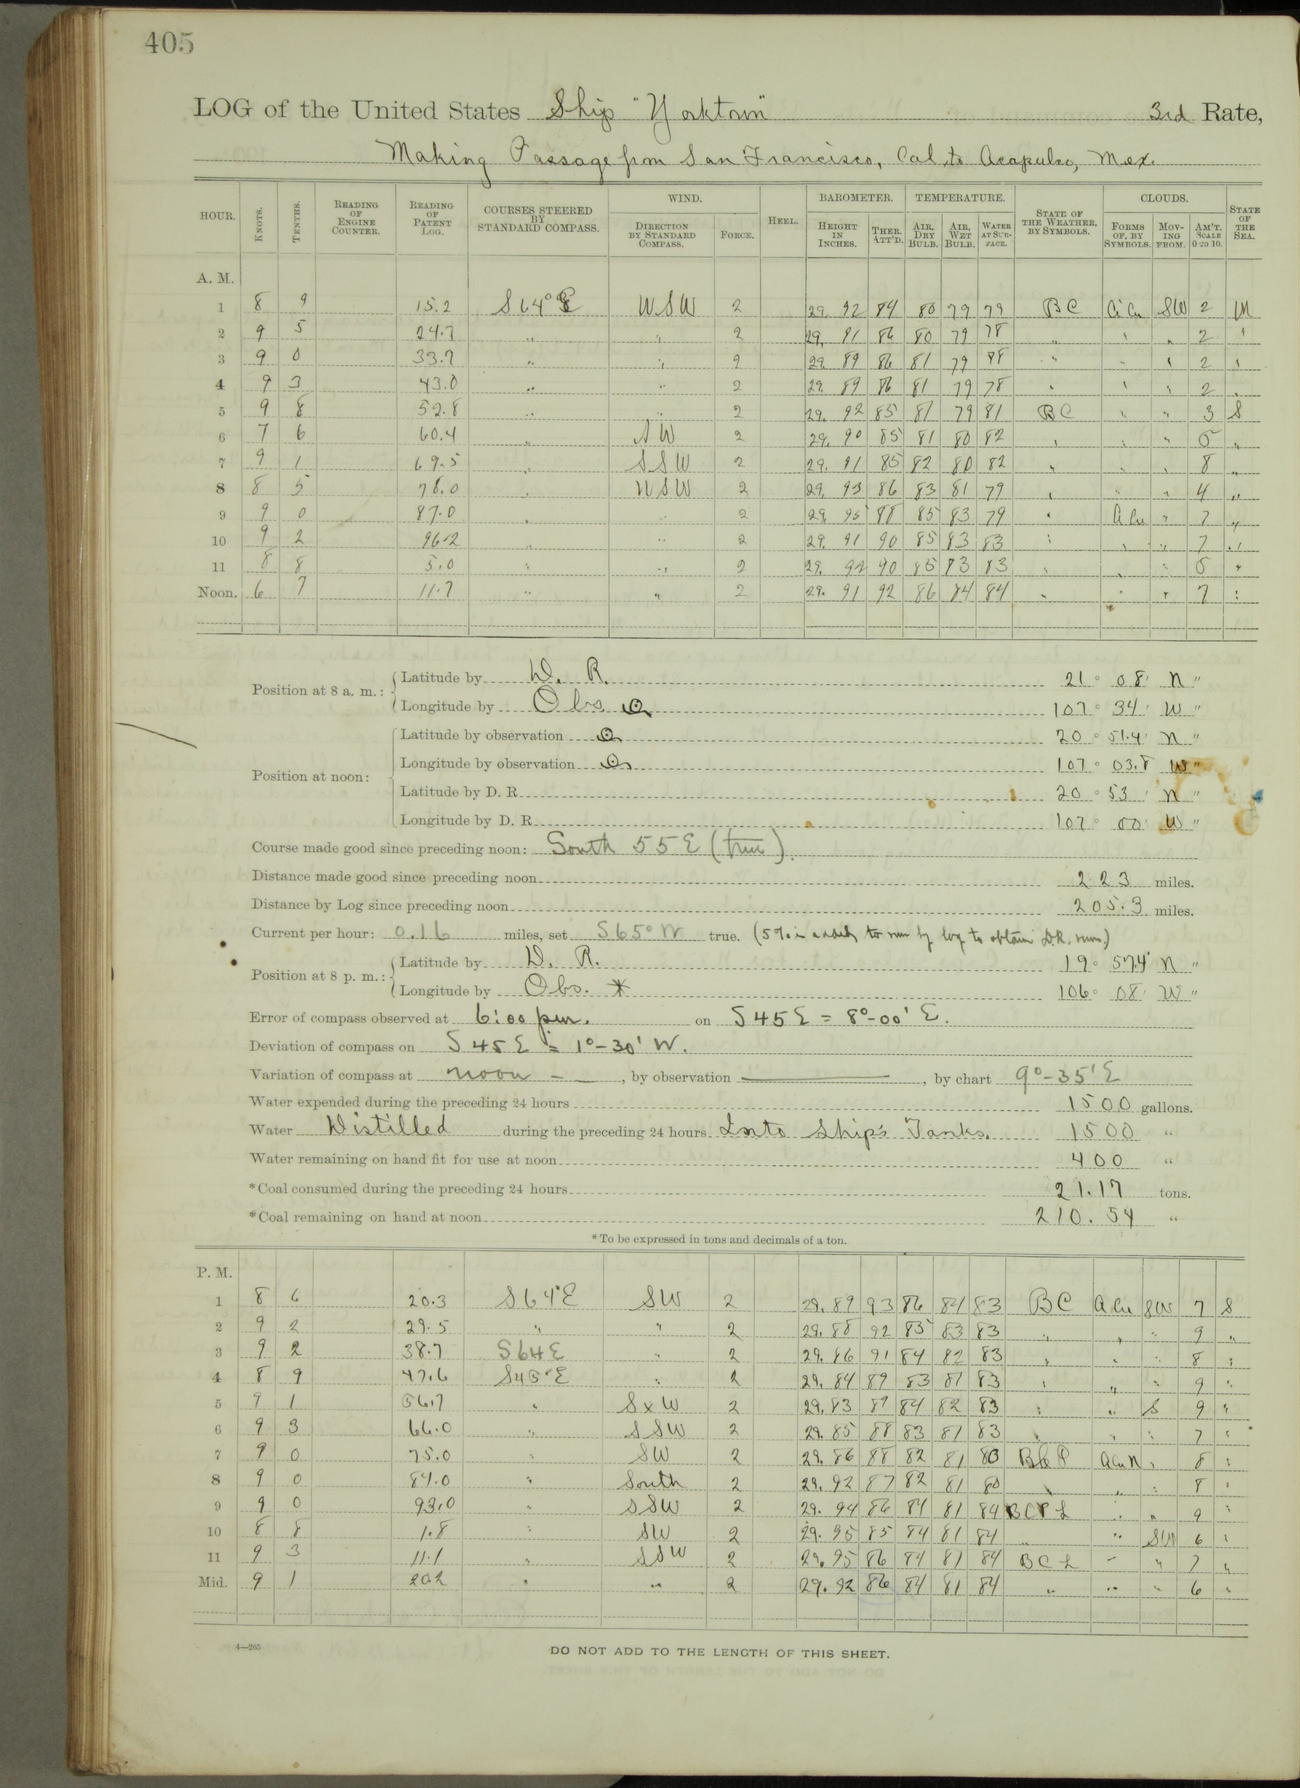 405
LOG of the United States Ship "Yorktown" 3rd Rate,
Making Passage from San Francisco, Cal. to Acapulco, Mex.
HOUR. KNOTS. TENTHS. READING OF ENGINE COUNTER. READING OF PATENT LOG. COURSES STEERED BY STANDARD COMPASS. WIND. DIRECTION BY STANDARD COMPASS. FORCE. HEEL. BAROMETER. HEIGHT IN INCHES. THER. ATT'D. TEMPERATURE. AIR, DRY BULB. AIR, WET BULB. WATER AT SURFACE. STATE OF THE WEATHER, BY SYMBOLS. CLOUDS. FORMS OF, BY SYMBOLS. MOVING FROM. AM'T. SCALE 0 TO 10. STATE OF THE SEA.
A. M.
1 8 9 15.2 S 64° E WSW 2 29. 92 84 80 79 79 BC Ci Cu SW 2 M
2 9 5 24.7 " " 2 29. 91 86 80 79 78 " " " 2 "
3 9 0 33.7 " " 2 29. 89 86 81 79 78 " " " 2 "
4 9 3 43.0 " " 2 29. 89 86 81 79 78 " " " 2 "
5 9 8 52.8 " " 2 29. 92 85 81 79 81 BC " " 3 S
6 7 6 60.4 " SW 2 29. 90 85 81 80 82 " " " 5 "
7 9 1 69.5 " SSW 2 29. 91 85 82 80 82 " " " 8 "
8 8 5 78.0 " WSW 2 29. 93 86 83 81 79 " " " 4 "
9 9 0 87.0 " " 2 29. 95 88 85 83 79 " A Cu " 7 "
10 9 2 96.2 " " 2 29. 91 90 85 83 83 " " " 7 "
11 8 8 5.0 " " 2 29. 92 90 85 83 83 " " " 5 "
Noon. 6 7 11.7 " " 2 29. 91 92 86 84 84 " " " 7 "
Position at 8 a. m.: Latitude by D. R. 21° 08' N "
Longitude by Obs 107° 34' W "
Position at noon: Latitude by observation 20° 51.4' N "
Longitude by observation 107° 03.8' W "
Latitude by D. R. 20° 53' N "
Longitude by D. R. 107° 00' W "
Course made good since preceding noon: South 55 E (true).
Distance made good since preceding noon 223 miles.
Distance by Log since preceding noon 205.3 miles.
Current per hour: 0.16 miles, set S 65° W true. (5% is added to run by log to obtain D.R. run.)
Position at 8 p. m.: Latitude by D. R. 19° 57.4' N "
Longitude by Obs. * 106° 08' W "
Error of compass observed at 6:00 p.m. on S 45 E = 8°-00' E.
Deviation of compass on S 45 E = 1°-30' W.
Variation of compass at noon , by observation , by chart 9°-35' E
Water expended during the preceding 24 hours 1500 gallons.
Water Distilled during the preceding 24 hours Into Ship's Tanks. 1500 "
Water remaining on hand fit for use at noon 400 "
*Coal consumed during the preceding 24 hours 21.17 tons.
*Coal remaining on hand at noon 210.54 "
*To be expressed in tons and decimals of a ton.
P. M.
1 8 6 20.3 S 64° E SW 2 29. 89 93 86 84 83 BC A Cu SW 7 S
2 9 2 29.5 " " 2 29. 88 92 85 83 83 " " " 9 "
3 9 2 38.7 S 64 E " 2 29. 86 91 84 82 83 " " " 8 "
4 8 9 47.6 S 45° E " 2 29. 84 89 83 81 83 " " " 9 "
5 9 1 56.7 " SxW 2 29. 83 89 84 82 83 " " S 9 "
6 9 3 66.0 " SSW 2 29. 85 88 83 81 83 " " " 7 "
7 9 0 75.0 " SW 2 29. 86 88 82 81 80 BCP A Cu N " 8 "
8 9 0 84.0 " South 2 29. 92 87 82 81 80 " " " 8 "
9 9 0 93.0 " SSW 2 29. 94 86 84 81 84 BCPL " " 9 "
10 8 8 1.8 " SW 2 29. 95 85 84 81 84 " " SW 6 "
11 9 3 11.1 " SSW 2 29. 95 86 84 81 84 BCL " " 7 "
Mid. 9 1 20.2 " " 2 29. 92 86 84 81 84 " " " 6 "
4—265
DO NOT ADD TO THE LENGTH OF THIS SHEET.